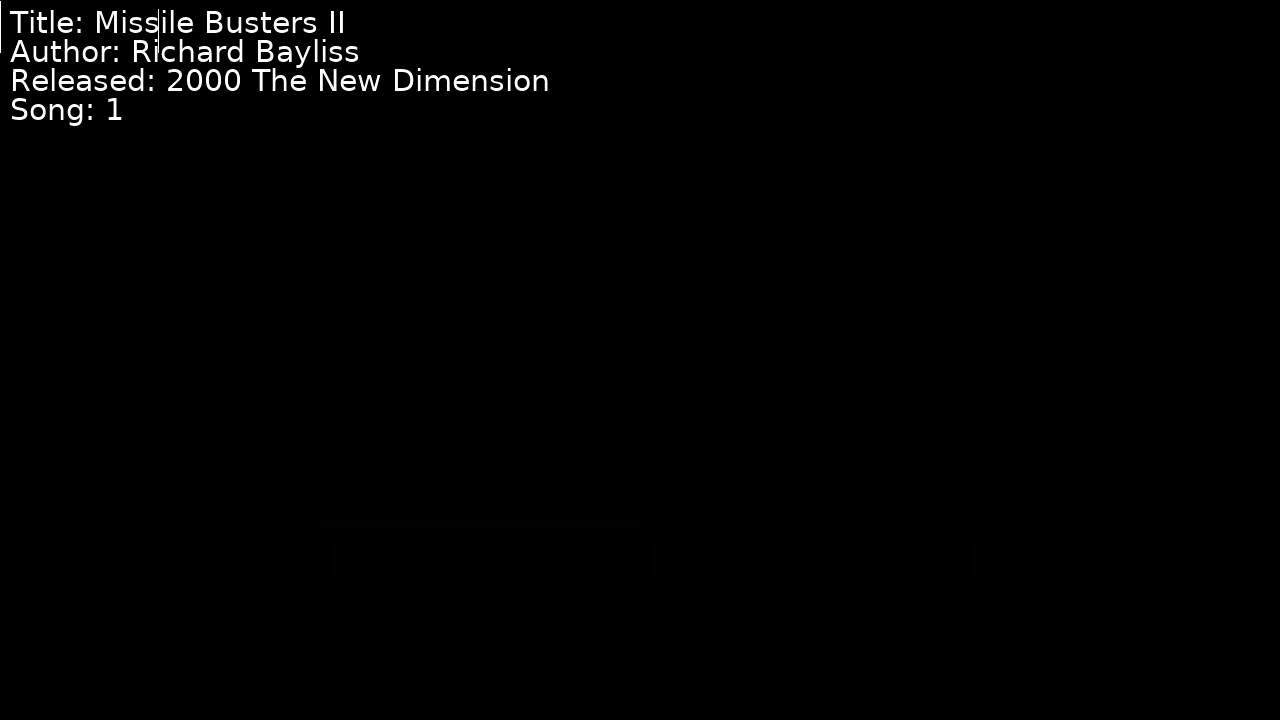 Title: Missile Busters II
Author: Richard Bayliss
Released: 2000 The New Dimension
Song: 1